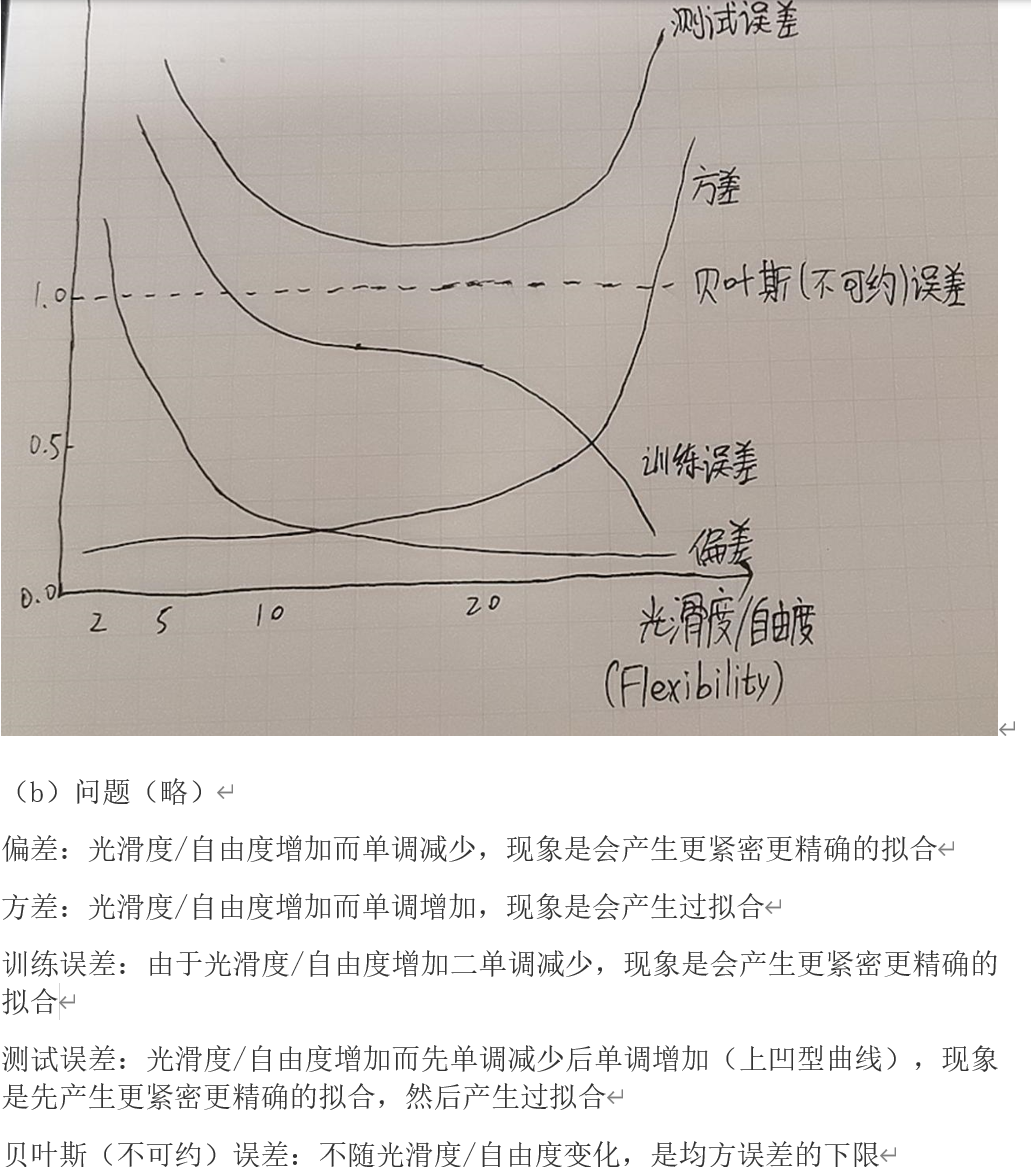 测试误差
方差
1.0
贝叶斯(不可约)误差
0.5
训练误差
偏差
0.0
2 5 10 20
光滑度/自由度
(Flexibility)
（b）问题（略）
偏差：光滑度/自由度增加而单调减少，现象是会产生更紧密更精确的拟合
方差：光滑度/自由度增加而单调增加，现象是会产生过拟合
训练误差：由于光滑度/自由度增加二单调减少，现象是会产生更紧密更精确的
拟合
测试误差：光滑度/自由度增加而先单调减少后单调增加（上凹型曲线），现象
是先产生更紧密更精确的拟合，然后产生过拟合
贝叶斯（不可约）误差：不随光滑度/自由度变化，是均方误差的下限